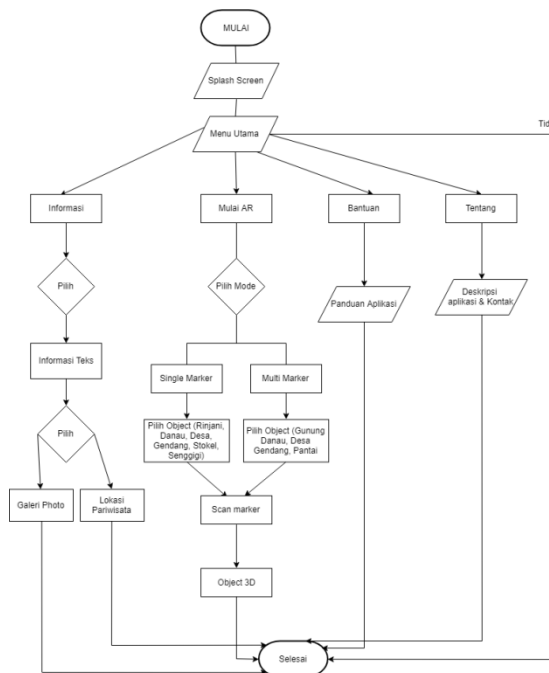 MULAI
Splash Screen
Menu Utama
Tid
Informasi
Mulai AR
Bantuan
Tentang
Pilih
Pilih Mode
Panduan Aplikasi
Deskripsi
aplikasi & Kontak
Informasi Teks
Single Marker
Multi Marker
Pilih Object (Rinjani,
Danau, Desa,
Gendang, Stokel,
Senggigi)
Pilih Object (Gunung
Danau, Desa
Gendang, Pantai
Pilih
Galeri Photo
Lokasi
Pariwisata
Scan marker
Object 3D
Selesai